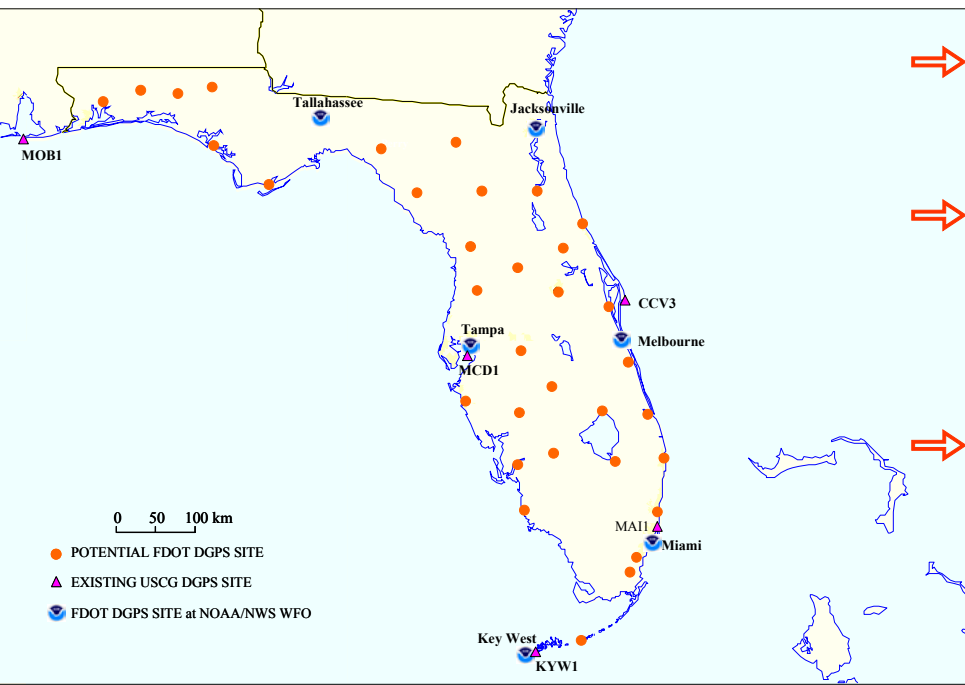 Tallahassee
Jacksonville
MOB1
CCV3
Tampa
Melbourne
MCD1
0 50 100 km
MAI1
POTENTIAL FDOT DGPS SITE
Miami
EXISTING USCG DGPS SITE
FDOT DGPS SITE at NOAA/NWS WFO
Key West
KYW1